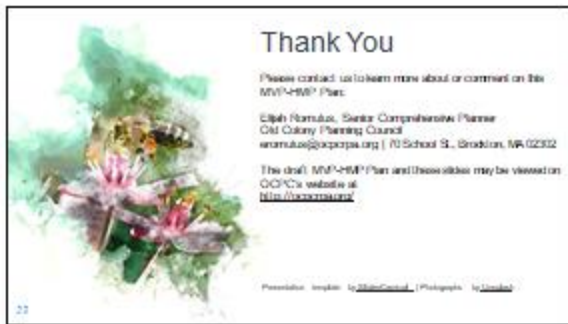 Thank You
Please contact us to learn more about or comment on this
MVP-HMP Plan:
Elijah Romulus, Senior Comprehensive Planner
Old Colony Planning Council
eromulus@ocpcrpa.org | 70 School St., Brockton, MA 02302
The draft MVP-HMP Plan and these slides may be viewed on
OCPC's website at
http://ocpcrpa.org/
Presentation template by SlidesCarnival | Photographs by Unsplash